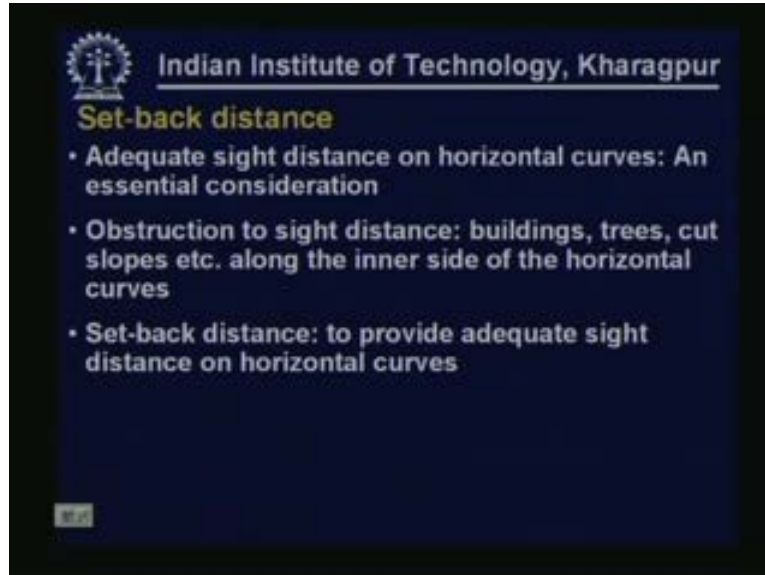 Indian Institute of Technology, Kharagpur
Set-back distance
• Adequate sight distance on horizontal curves: An
essential consideration
• Obstruction to sight distance: buildings, trees, cut
slopes etc. along the inner side of the horizontal
curves
• Set-back distance: to provide adequate sight
distance on horizontal curves